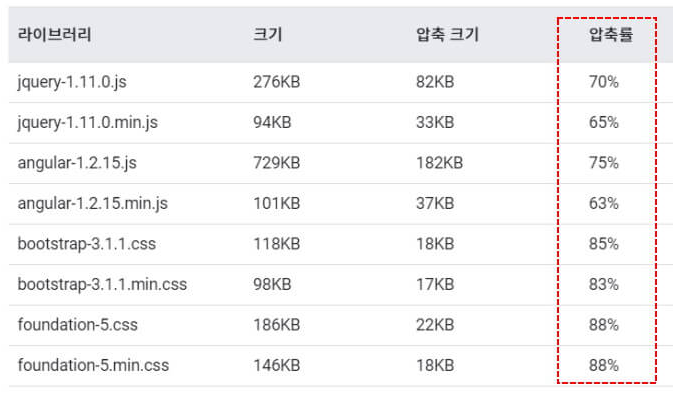 라이브러리 크기 압축 크기 압축률
jquery-1.11.0.js 276KB 82KB 70%
jquery-1.11.0.min.js 94KB 33KB 65%
angular-1.2.15.js 729KB 182KB 75%
angular-1.2.15.min.js 101KB 37KB 63%
bootstrap-3.1.1.css 118KB 18KB 85%
bootstrap-3.1.1.min.css 98KB 17KB 83%
foundation-5.css 186KB 22KB 88%
foundation-5.min.css 146KB 18KB 88%